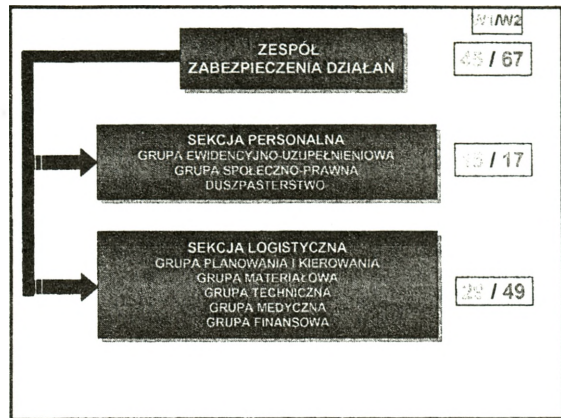 /W2
ZESPÓŁ
ZABEZPIECZENIA DZIAŁAŃ
/ 67
SEKCJA PERSONALNA
GRUPA EWIDENCYJNO-UZUPEŁNIENIOWA
GRUPA SPOŁECZNO-PRAWNA
DUSZPASTERSTWO
/ 17
SEKCJA LOGISTYCZNA
GRUPA PLANOWANIA I KIEROWANIA
GRUPA MATERIAŁOWA
GRUPA TECHNICZNA
GRUPA MEDYCZNA
GRUPA FINANSOWA
/ 49